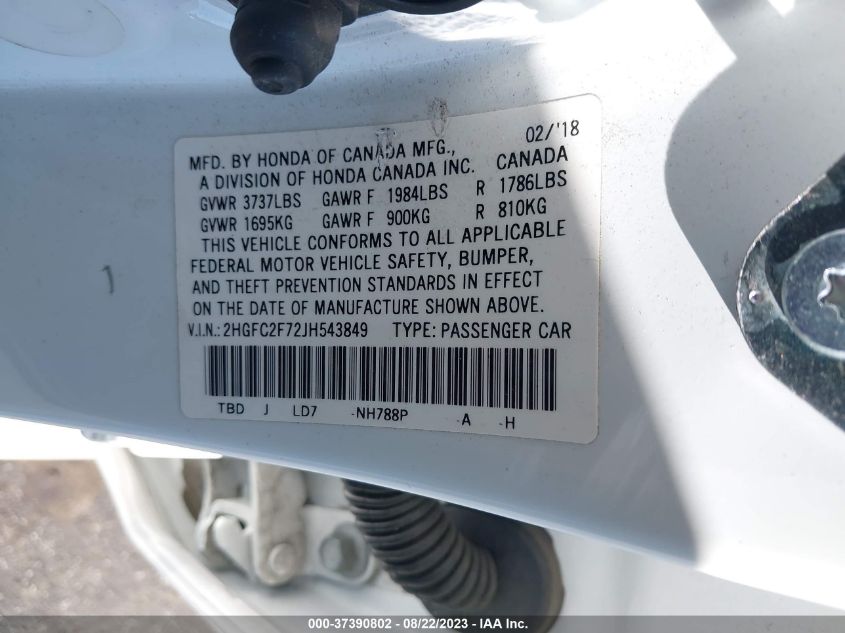 02/'18
MFD. BY HONDA OF CANADA MFG.,
A DIVISION OF HONDA CANADA INC. CANADA
GVWR 3737LBS GAWR F 1984LBS R 1786LBS
GVWR 1695KG GAWR F 900KG R 810KG
THIS VEHICLE CONFORMS TO ALL APPLICABLE
FEDERAL MOTOR VEHICLE SAFETY, BUMPER,
AND THEFT PREVENTION STANDARDS IN EFFECT
ON THE DATE OF MANUFACTURE SHOWN ABOVE.
V.I.N.: 2HGFC2F72JH543849 TYPE: PASSENGER CAR
TBD J LD7 -NH788P -A -H
000-37390802 - 08/22/2023 - IAA Inc.